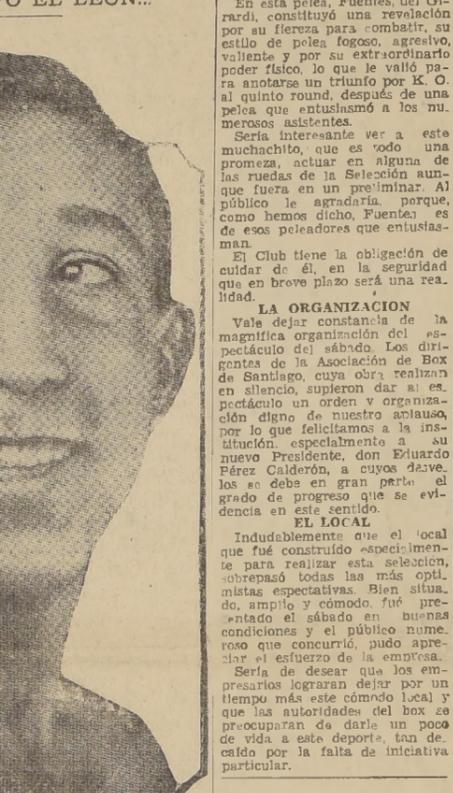 O EL LEON...
En esta pelea, Fuentes, del Gi-
rardi, constituyó una revelación
por su fiereza para combatir, su
estilo de pelea fogoso, agresivo,
valiente y por su extraordinario
poder físico, lo que le valió pa-
ra anotarse un triunfo por K. O.
al quinto round, después de una
pelea que entusiasmó a los nu-
merosos asistentes.
Sería interesante ver a este
muchachito, que es todo una
promeza, actuar en alguna de
las ruedas de la Selección aun-
que fuera en un preliminar. Al
público le agradaría, porque,
como hemos dicho, Fuentes es
de esos peleadores que entusias-
man.
El Club tiene la obligación de
cuidar de él, en la seguridad
que en breve plazo será una rea-
lidad.
LA ORGANIZACION
Vale dejar constancia de la
magnífica organización del es-
pectáculo del sábado. Los diri-
gentes de la Asociación de Box
de Santiago, cuya obra realizan
en silencio, supieron dar al es-
pectáculo un orden y organiza-
ción digno de nuestro aplauso,
por lo que felicitamos a la ins-
titución, especialmente a su
nuevo Presidente, don Eduardo
Pérez Calderón, a cuyos desve-
los se debe en gran parte el
grado de progreso que se evi-
dencia en este sentido.
EL LOCAL
Indudablemente que el local
que fué construído especialmen-
te para realizar esta selección,
sobrepasó todas las más opti-
mistas espectativas. Bien situa-
do, amplio y cómodo, fué pre-
sentado el sábado en buenas
condiciones y el público nume-
roso que concurrió, pudo apre-
ciar el esfuerzo de la empresa.
Sería de desear que los em-
presarios lograran dejar por un
tiempo más este cómodo local y
que las autoridades del box se
preocuparan de darle un poco
de vida a este deporte, tan de-
caído por la falta de iniciativa
particular.